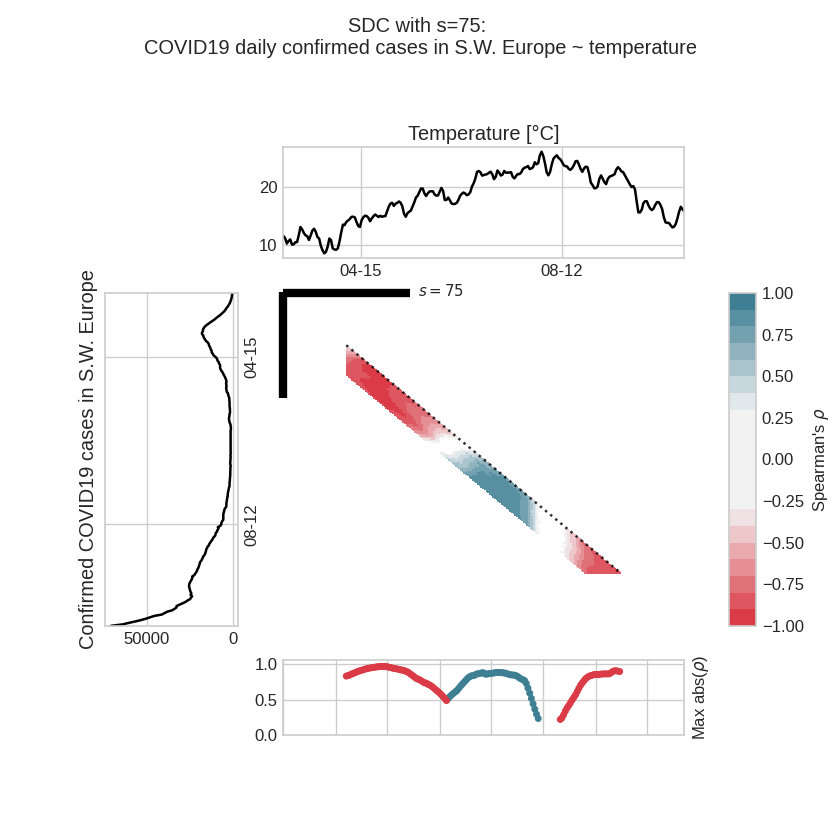 SDC with s=75:
COVID19 daily confirmed cases in S.W. Europe ~ temperature
Temperature [°C]
20
10
04-15
08-12
s = 75
Confirmed COVID19 cases in S.W. Europe
04-15
08-12
50000
0
1.00
0.75
0.50
0.25
0.00
−0.25
−0.50
−0.75
−1.00
Spearman's ρ
1.0
0.5
0.0
Max abs(ρ)